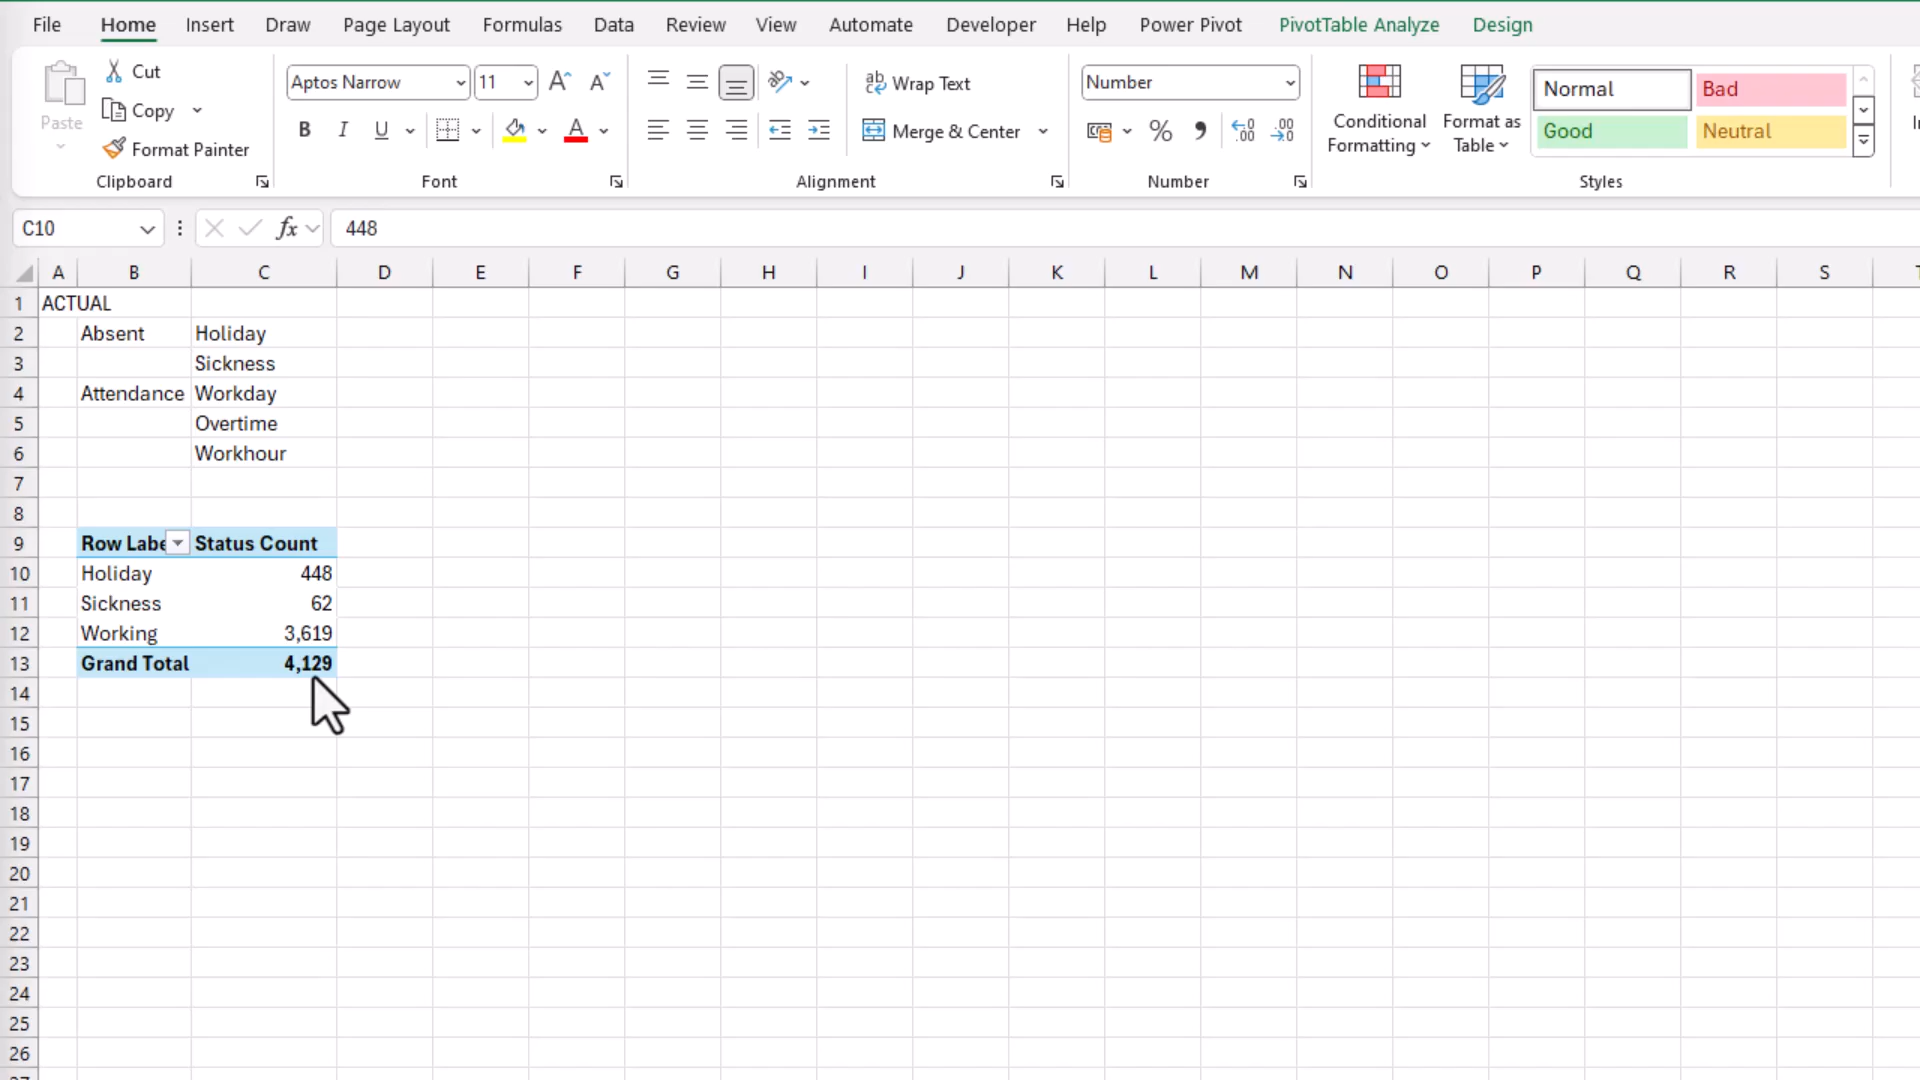 File Home Insert Draw Page Layout Formulas Data Review View Automate Developer Help Power Pivot PivotTable Analyze Design
Paste
Cut
Copy
Format Painter
Clipboard
Aptos Narrow 11 A A
B I U A
Font
ab Wrap Text
Merge & Center
Alignment
Number
% 9 .00 .00
Number
Conditional Formatting
Format as Table
Normal Bad
Good Neutral
Styles
C10 fx 448
A B C D E F G H I J K L M N O P Q R S
1 ACTUAL
2 Absent Holiday
3 Sickness
4 Attendance Workday
5 Overtime
6 Workhour
7
8
9 Row Labe Status Count
10 Holiday 448
11 Sickness 62
12 Working 3,619
13 Grand Total 4,129
14
15
16
17
18
19
20
21
22
23
24
25
26